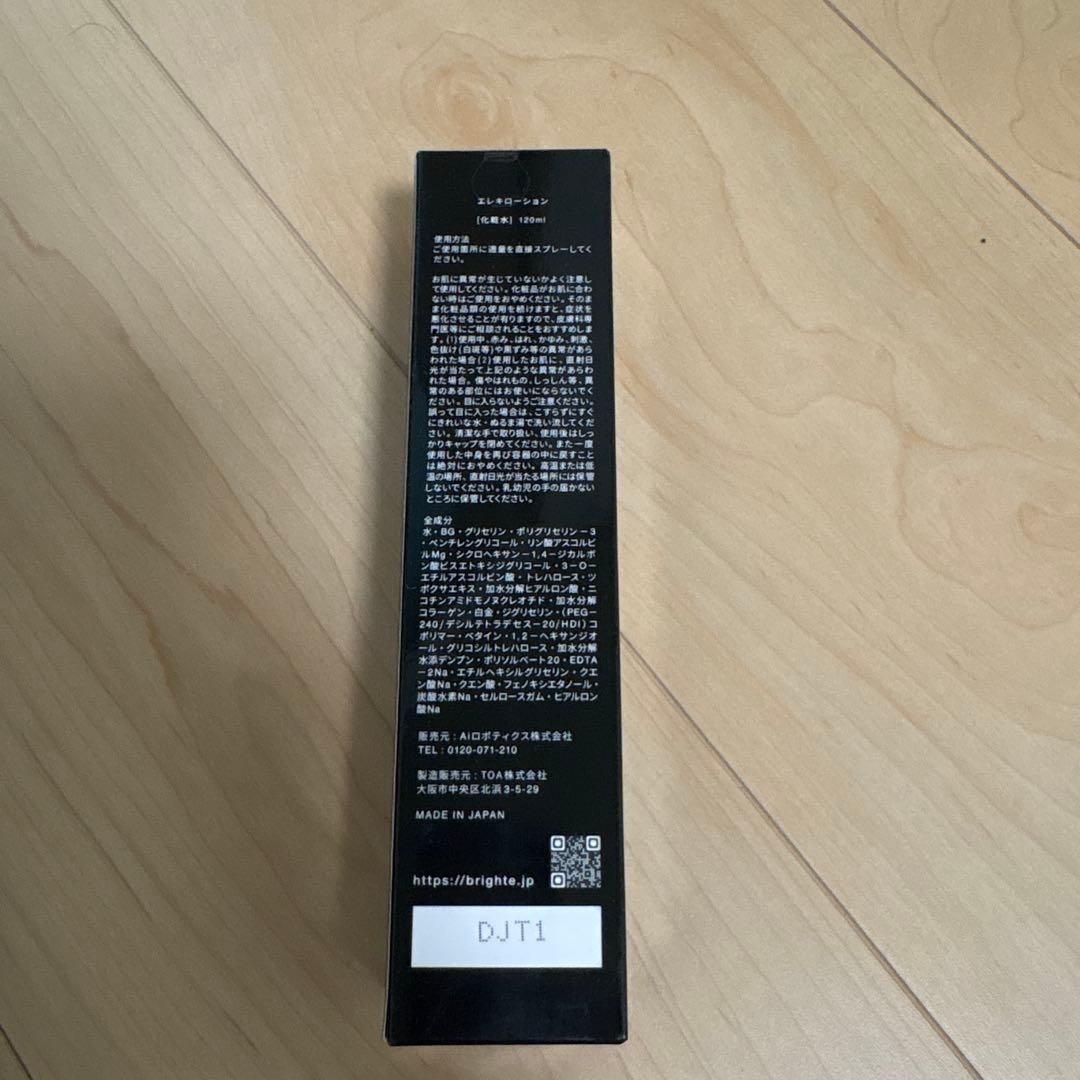 エレキローション
[化粧水] 120ml
使用方法
ご使用箇所に適量を直接スプレーしてく
ださい。
お肌に異常が生じていないかよく注意し
て使用してください。化粧品がお肌に合わ
ない時はご使用をおやめください。そのま
ま化粧品類の使用を続けますと、症状を
悪化させることが有りますので、皮膚科専
門医等にご相談されることをおすすめしま
す。(1)使用中、赤み、はれ、かゆみ、刺激、
色抜け(白斑等)や黒ずみ等の異常があら
われた場合(2)使用したお肌に、直射日
光が当たって上記のような異常があらわ
れた場合。傷やはれもの、しっしん等、異
常のある部位にはお使いにならないでく
ださい。目に入らないようご注意ください。
誤って目に入った場合は、こすらずにすぐ
にきれいな水・ぬるま湯で洗い流してくだ
さい。清潔な手で取り扱い、使用後はしっ
かりキャップを閉めてください。また一度
使用した中身を再び容器の中に戻すこと
は絶対におやめください。高温または低
温の場所、直射日光が当たる場所には保管
しないでください。乳幼児の手の届かない
ところに保管してください。
全成分
水・BG・グリセリン・ポリグリセリン-3
・ペンチレングリコール・リン酸アスコルビ
ルMg・シクロヘキサン-1,4-ジカルボ
ン酸ビスエトキシジグリコール・3-O-
エチルアスコルビン酸・トレハロース・ツ
ボクサエキス・加水分解ヒアルロン酸・ニ
コチンアミドモノヌクレオチド・加水分解
コラーゲン・白金・ジグリセリン・(PEG-
240/デシルテトラデセス-20/HDI)コ
ポリマー・ベタイン・1,2-ヘキサンジオ
ール・グリコシルトレハロース・加水分解
水添デンプン・ポリソルベート20・EDTA
-2Na・エチルヘキシルグリセリン・クエ
ン酸Na・クエン酸・フェノキシエタノール・
炭酸水素Na・セルロースガム・ヒアルロン
酸Na
販売元：Aiロボティクス株式会社
TEL：0120-071-210
製造販売元：TOA株式会社
大阪市中央区北浜3-5-29
MADE IN JAPAN
https://brighte.jp
DJT1